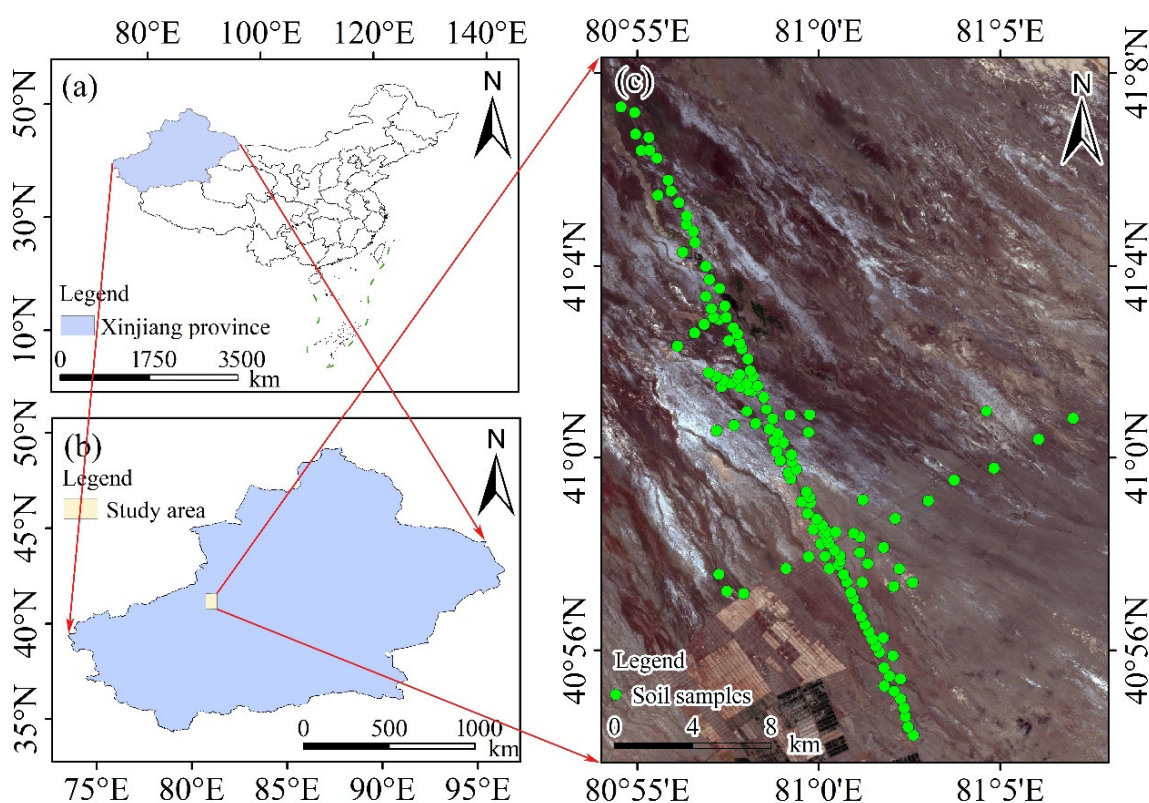 80°E 100°E 120°E 140°E
(a)
N
50°N
30°N
10°N
Legend
Xinjiang province
0 1750 3500
km
(b)
N
50°N
45°N
40°N
35°N
Legend
Study area
0 500 1000
km
75°E 80°E 85°E 90°E 95°E
80°55'E 81°0'E 81°5'E
(c)
N
41°8'N
41°4'N 41°4'N
41°0'N 41°0'N
40°56'N 40°56'N
Legend
Soil samples
0 4 8
km
80°55'E 81°0'E 81°5'E